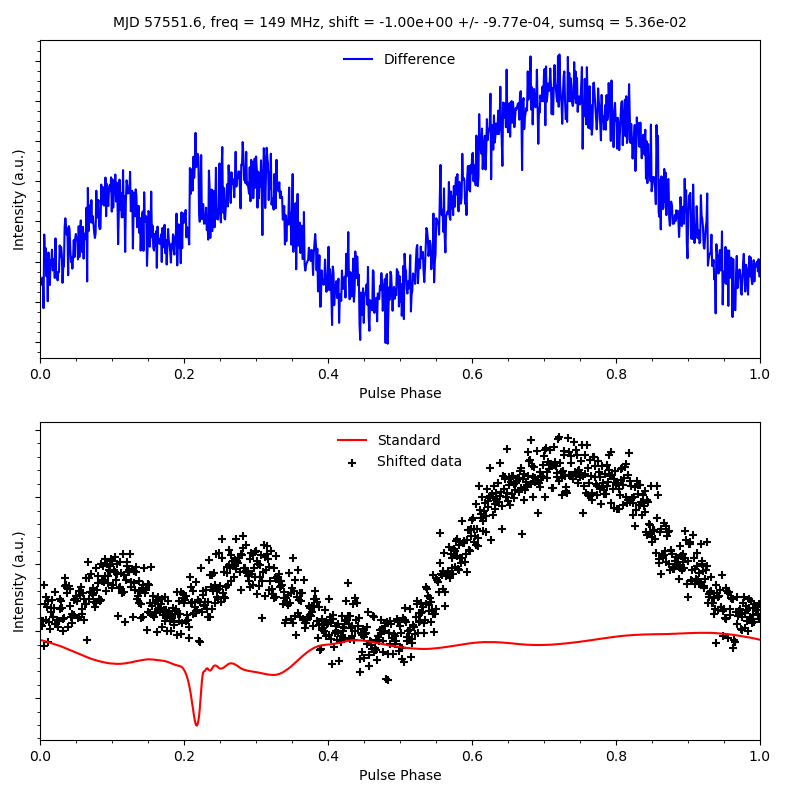 MJD 57551.6, freq = 149 MHz, shift = -1.00e+00 +/- -9.77e-04, sumsq = 5.36e-02
Difference
Intensity (a.u.)
0.0 0.2 0.4 0.6 0.8 1.0
Pulse Phase
Standard
Shifted data
Intensity (a.u.)
0.0 0.2 0.4 0.6 0.8 1.0
Pulse Phase